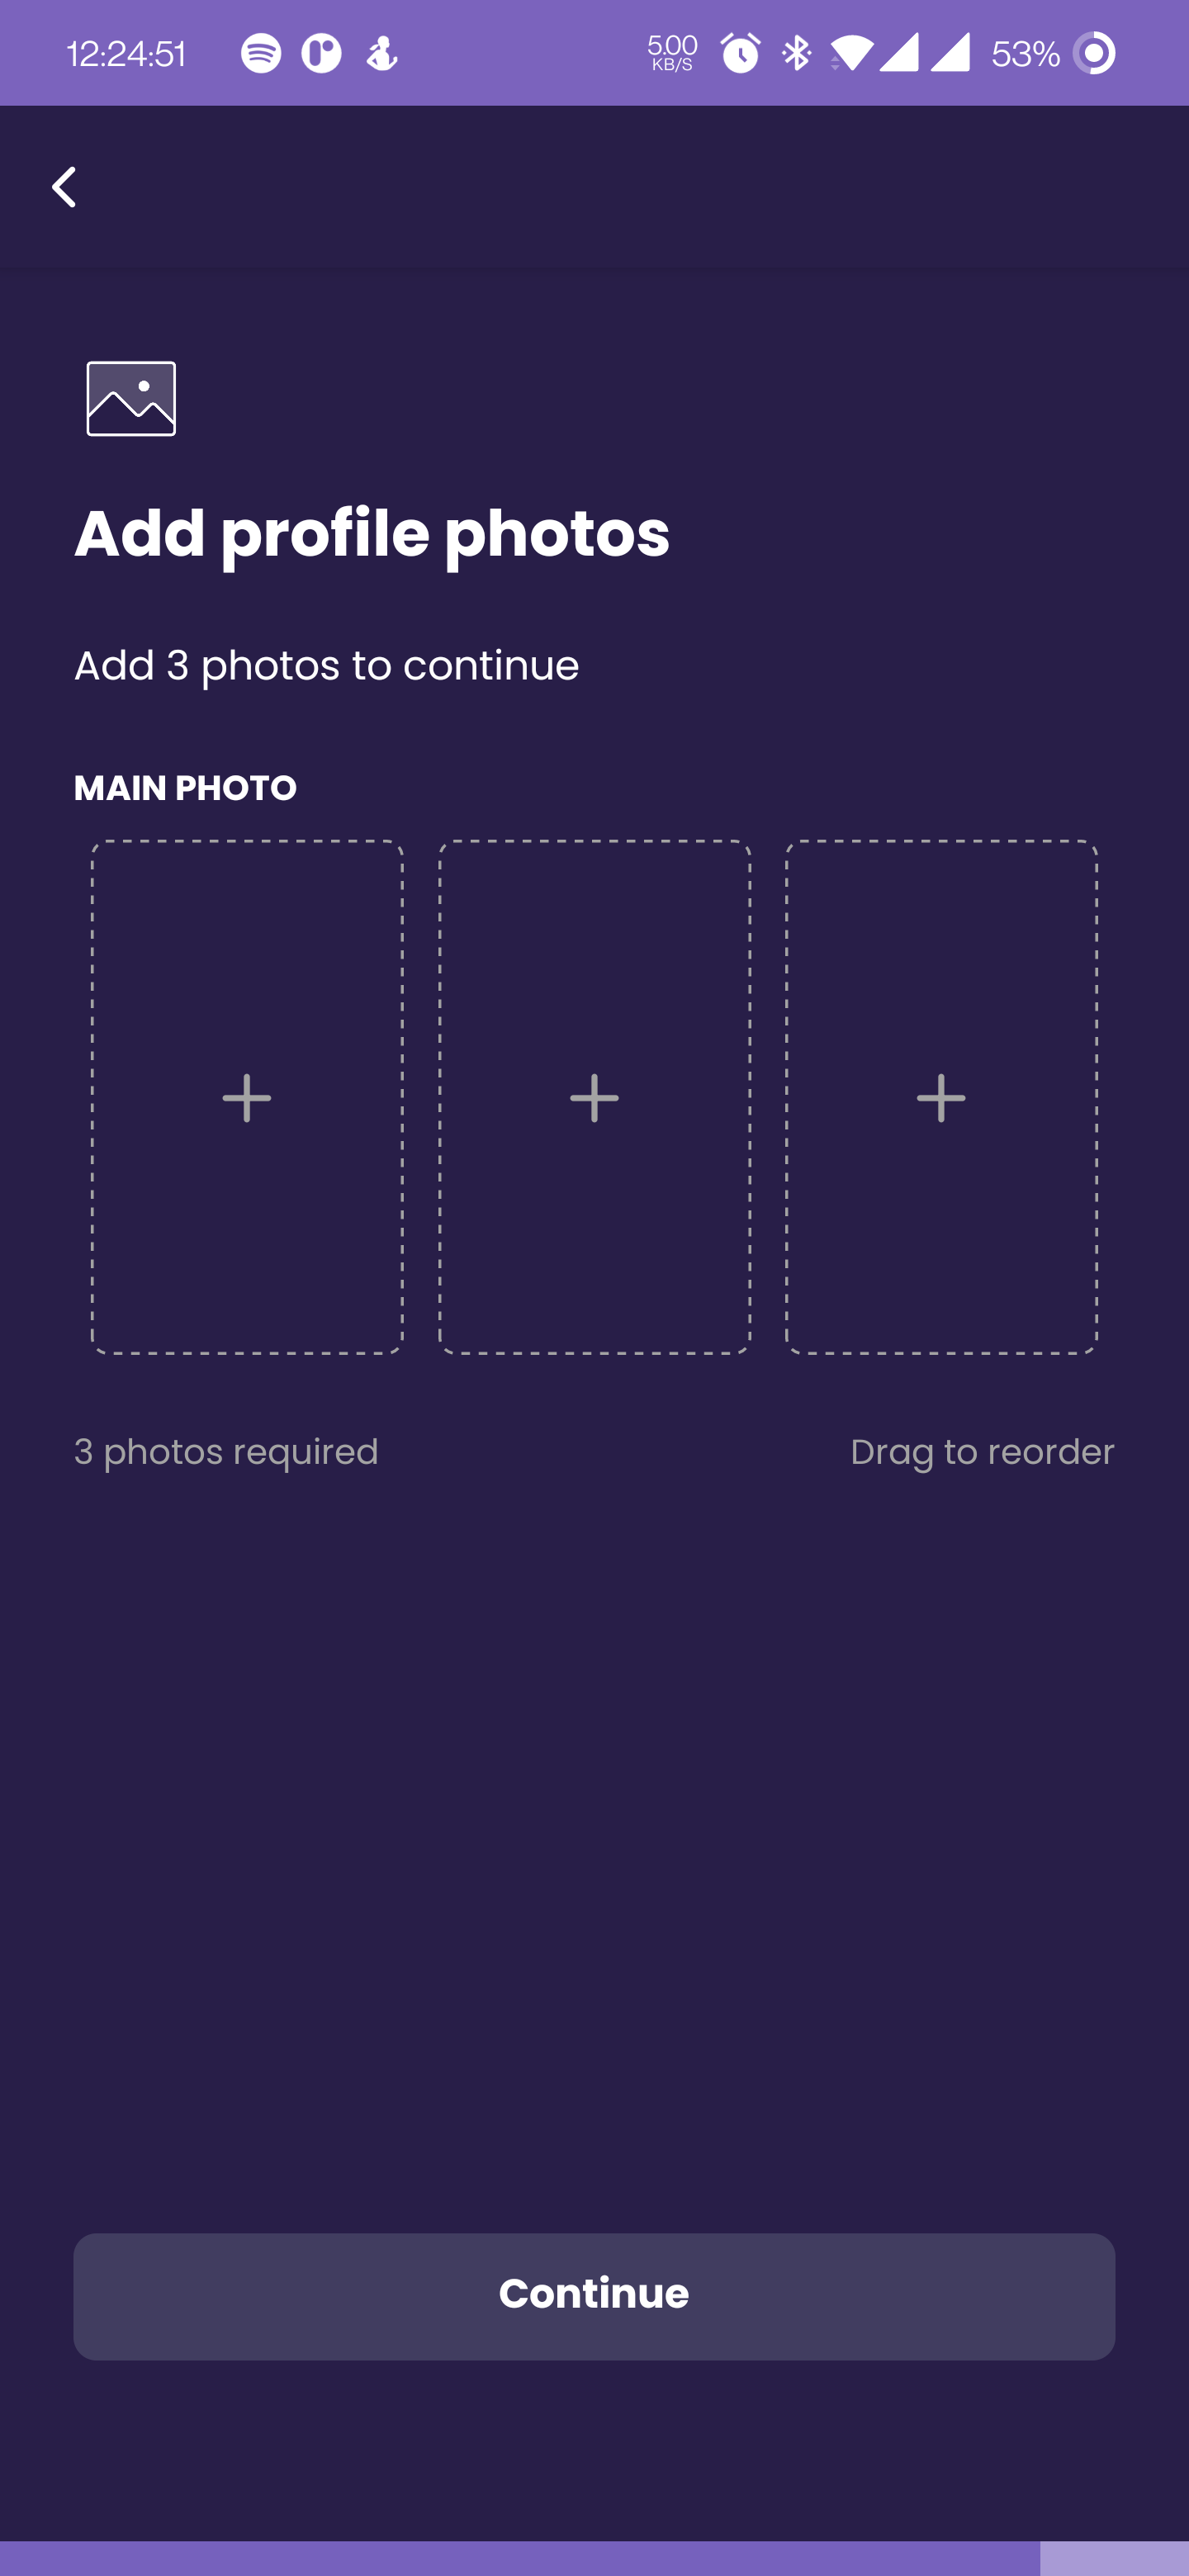 12:24:51
5.00
KB/S
53%
Add profile photos
Add 3 photos to continue
MAIN PHOTO
3 photos required
Drag to reorder
Continue